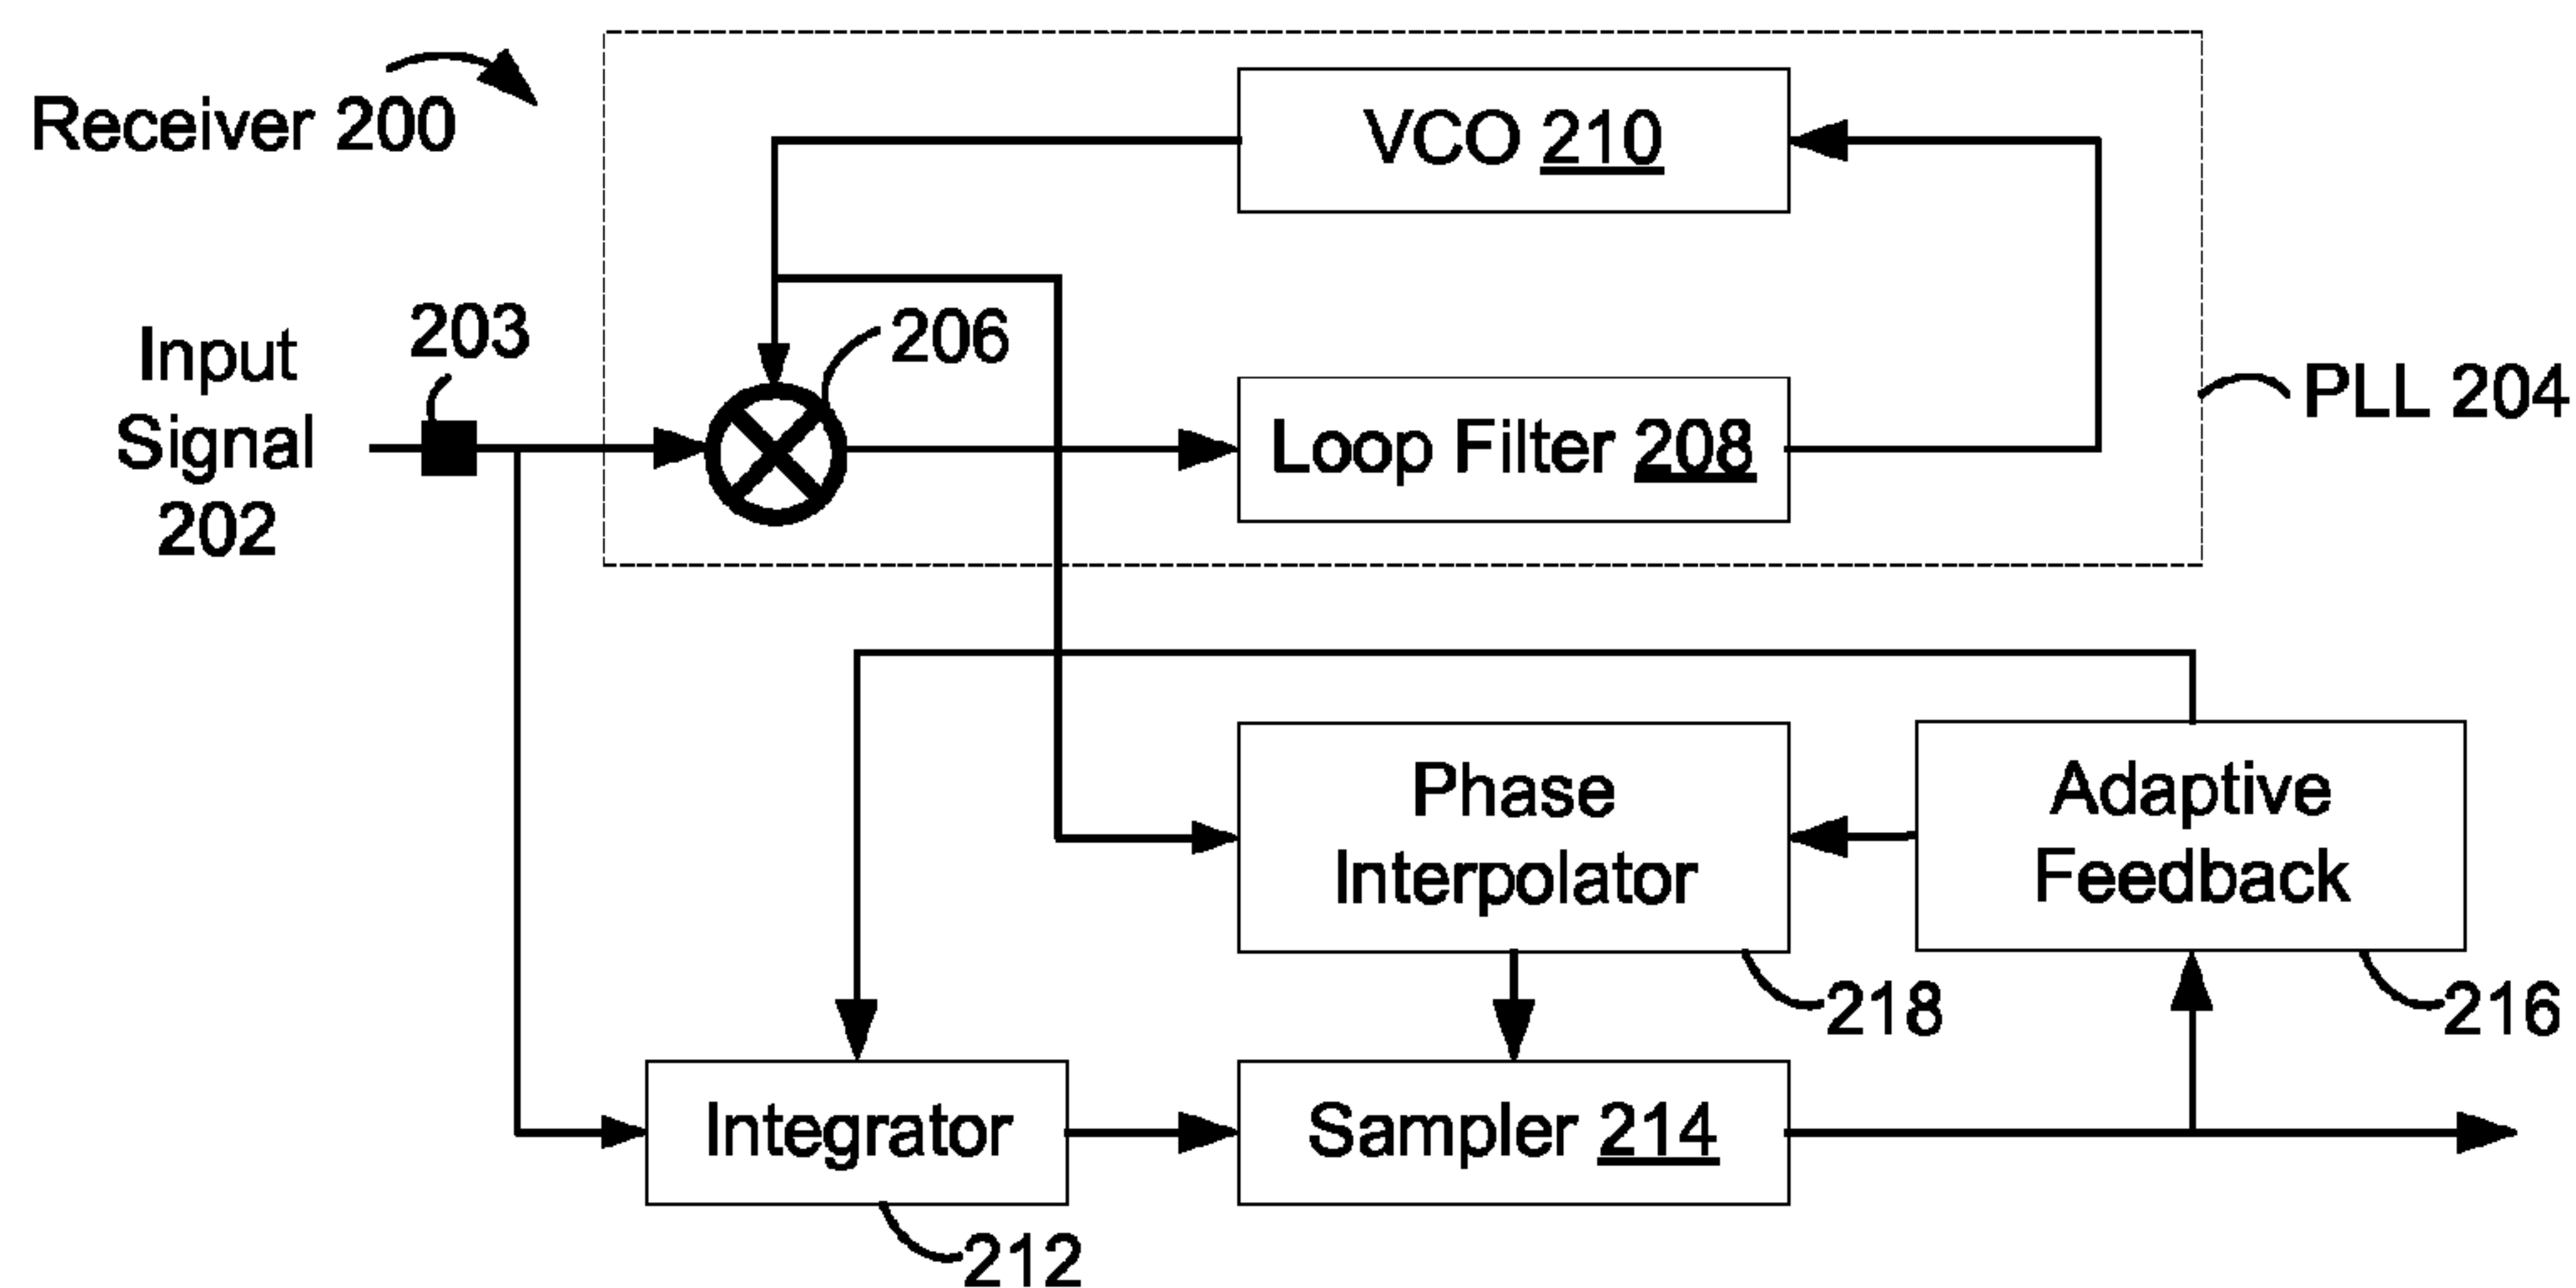 Receiver 200
VCO 210
Input
Signal
202
203
206
Loop Filter 208
PLL 204
Phase
Interpolator
218
Adaptive
Feedback
216
Integrator
212
Sampler 214